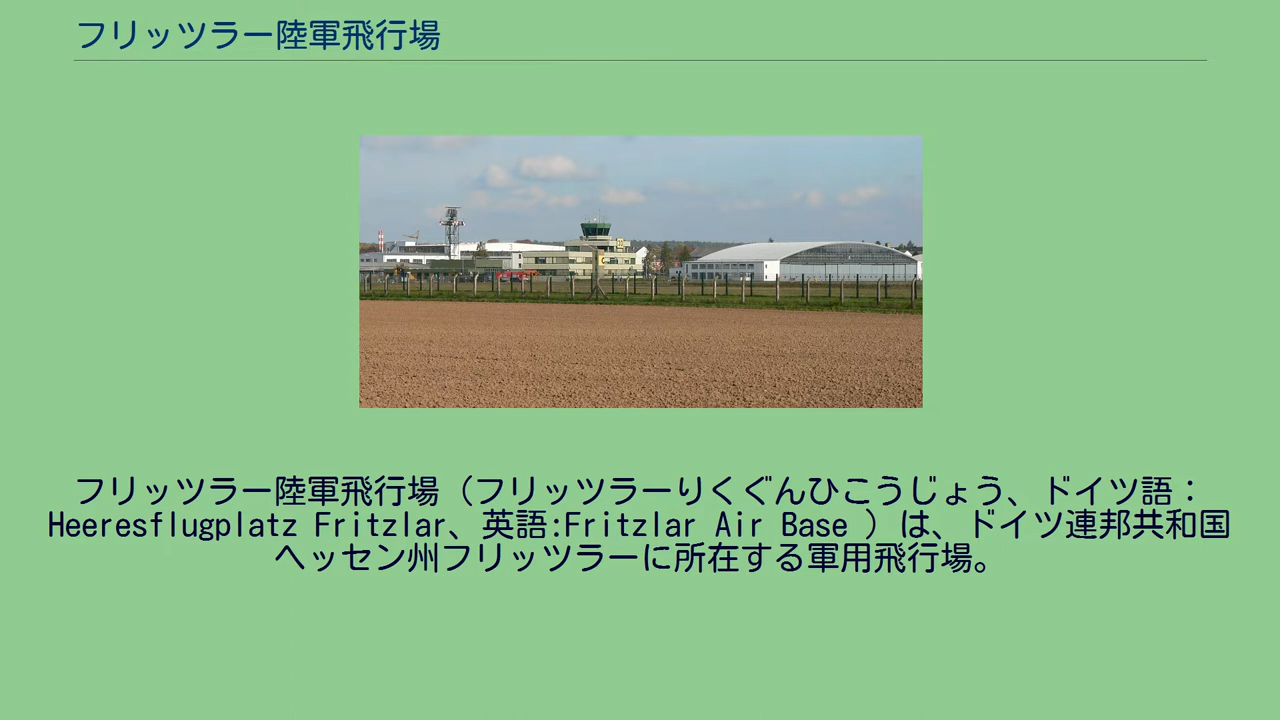 フリッツラー陸軍飛行場
フリッツラー陸軍飛行場（フリッツラーりくぐんひこうじょう、ドイツ語：
Heeresflugplatz Fritzlar、英語:Fritzlar Air Base ）は、ドイツ連邦共和国
ヘッセン州フリッツラーに所在する軍用飛行場。